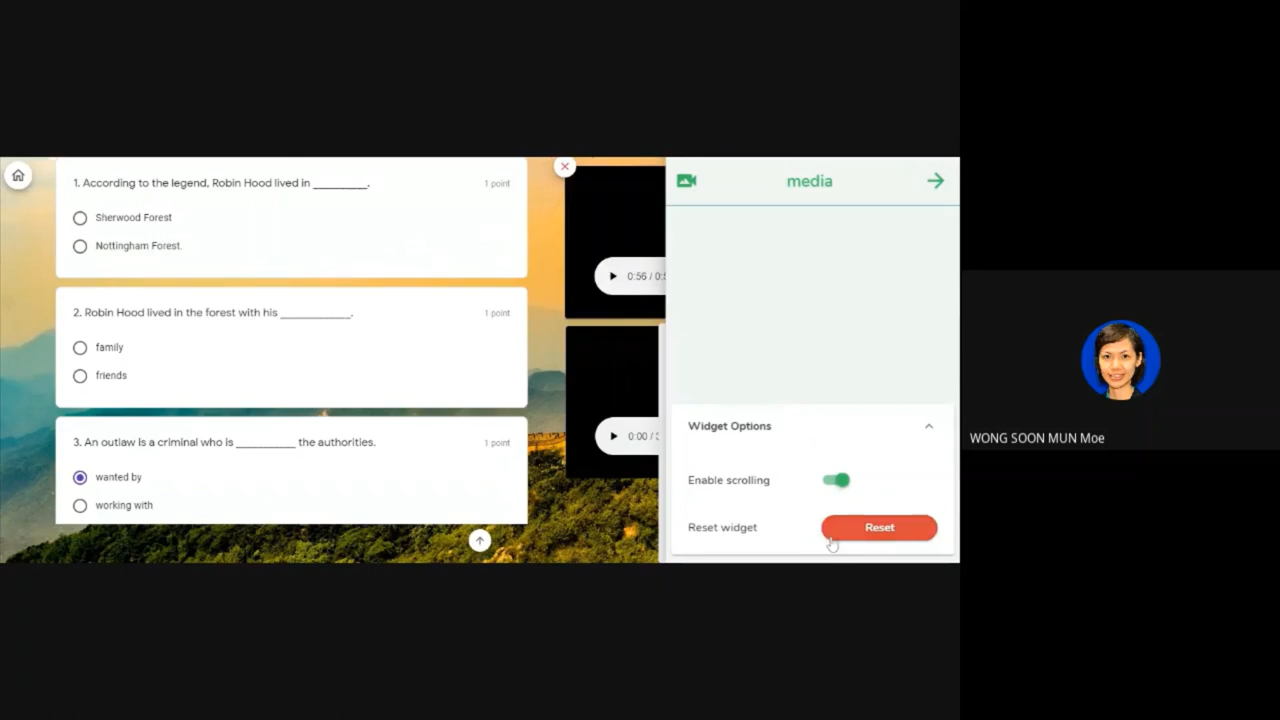 1. According to the legend, Robin Hood lived in _________.
1 point
Sherwood Forest
Nottingham Forest.
2. Robin Hood lived in the forest with his ____________.
1 point
family
friends
3. An outlaw is a criminal who is __________ the authorities.
1 point
wanted by
working with
0:56 / 0:5
0:00 /
media
Widget Options
Enable scrolling
Reset widget
Reset
WONG SOON MUN Moe